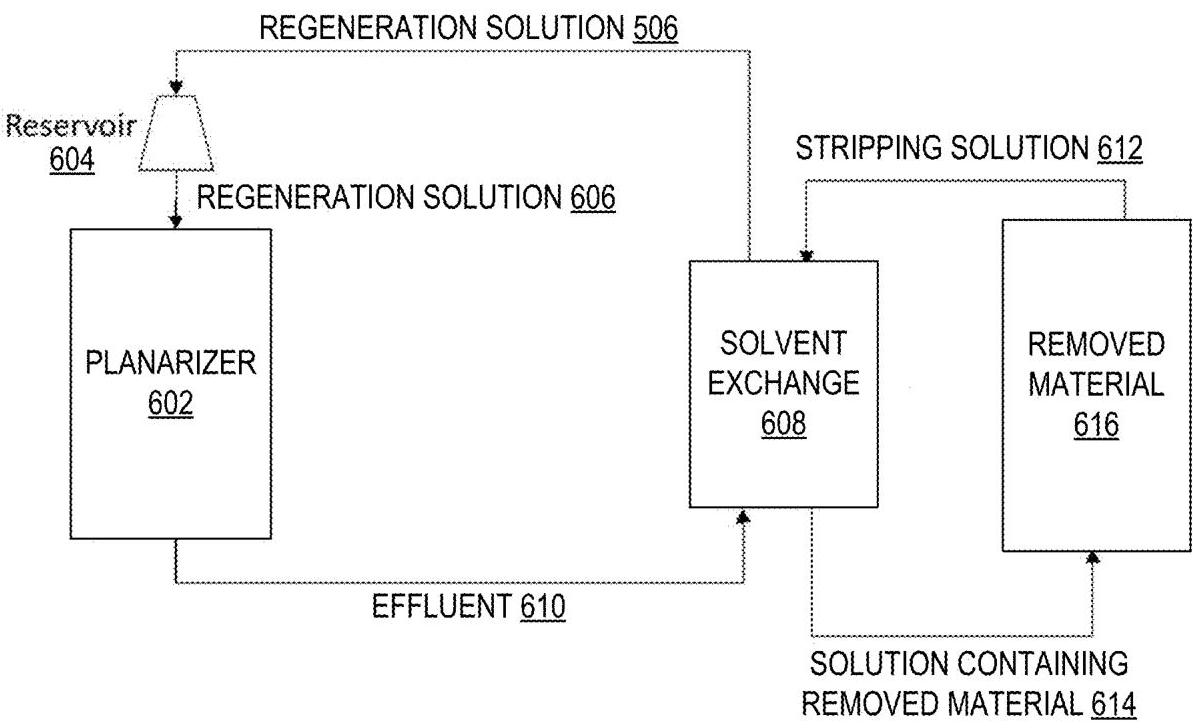 REGENERATION SOLUTION 506
Reservoir
604
STRIPPING SOLUTION 612
REGENERATION SOLUTION 606
PLANARIZER
602
SOLVENT
EXCHANGE
608
REMOVED
MATERIAL
616
EFFLUENT 610
SOLUTION CONTAINING
REMOVED MATERIAL 614